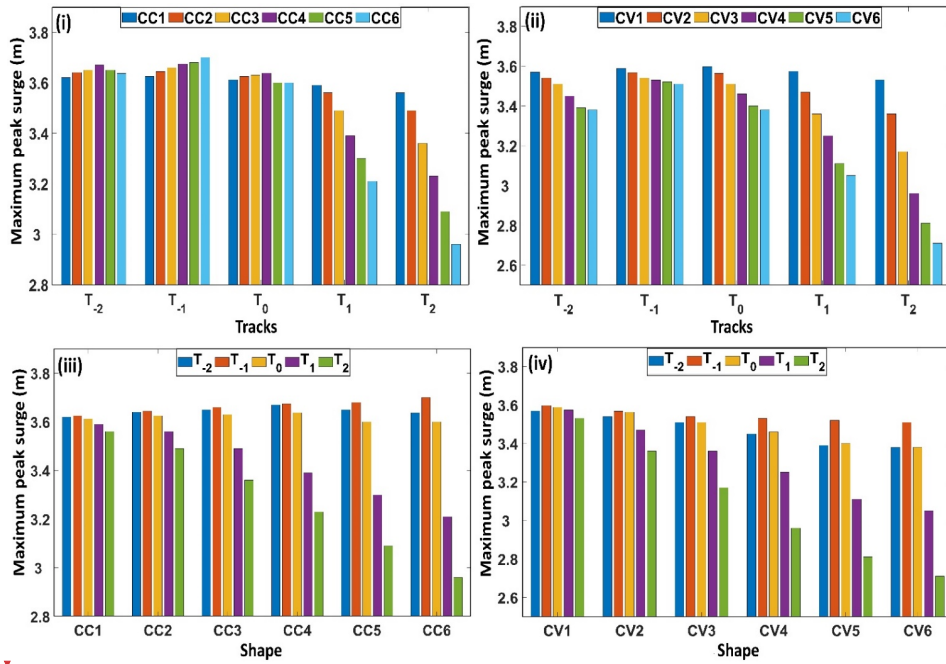 (i)
CC1 CC2 CC3 CC4 CC5 CC6
Maximum peak surge (m)
3.8
3.6
3.4
3.2
3
2.8
T-2 T-1 T0 T1 T2
Tracks
(ii)
CV1 CV2 CV3 CV4 CV5 CV6
Maximum peak surge (m)
3.8
3.6
3.4
3.2
3
2.8
2.6
T-2 T-1 T0 T1 T2
Tracks
(iii)
T-2 T-1 T0 T1 T2
Maximum peak surge (m)
3.8
3.6
3.4
3.2
3
2.8
CC1 CC2 CC3 CC4 CC5 CC6
Shape
(iv)
T-2 T-1 T0 T1 T2
Maximum peak surge (m)
3.8
3.6
3.4
3.2
3
2.8
2.6
CV1 CV2 CV3 CV4 CV5 CV6
Shape